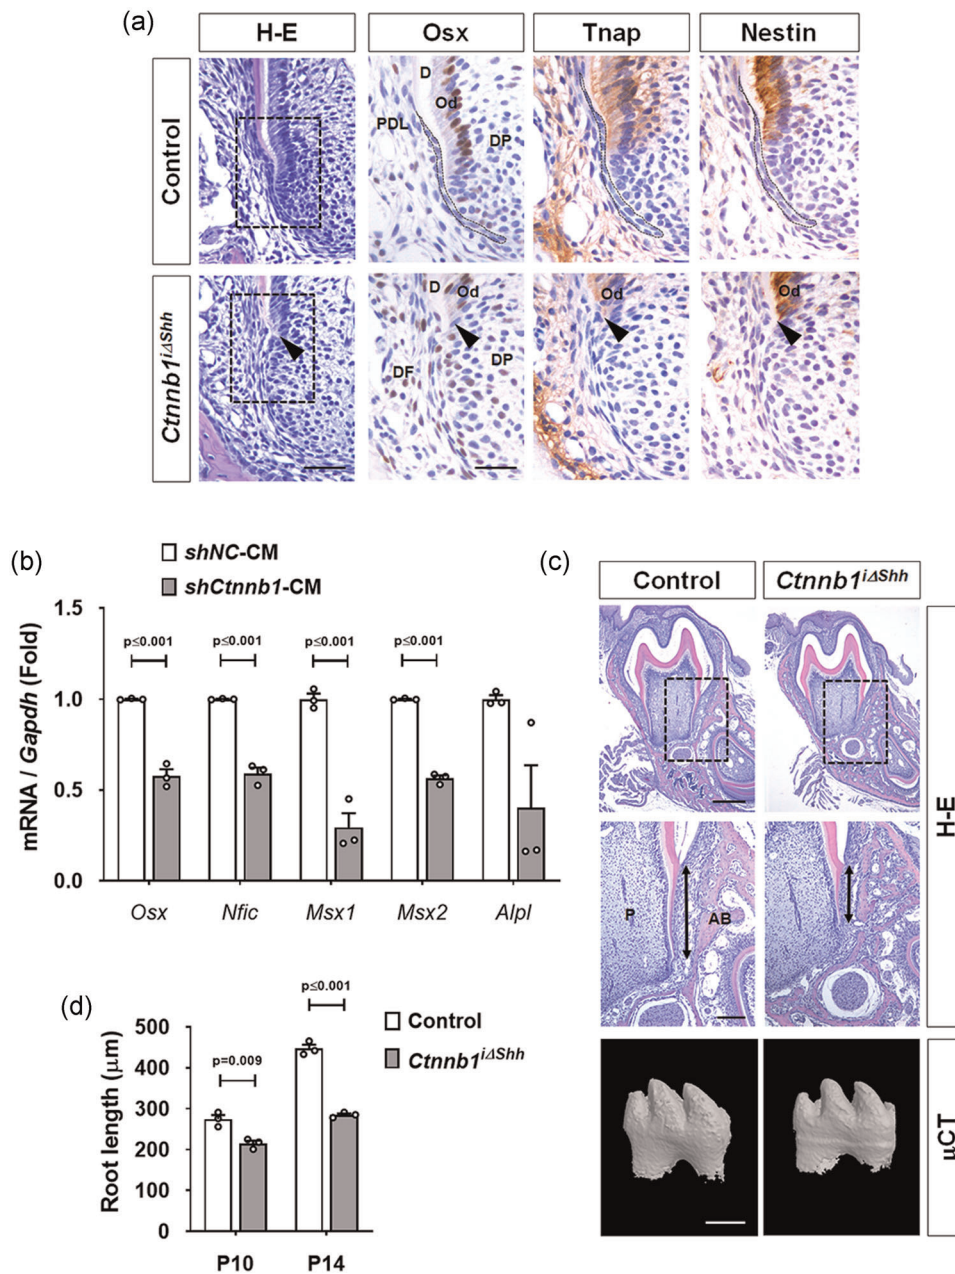 (a)
H-E
Osx
Tnap
Nestin
Control
D
Od
PDL
DP
Ctnnb1iΔShh
D
Od
DF
DP
Od
Od
(b)
shNC-CM
shCtnnb1-CM
mRNA / Gapdh (Fold)
1.5
1.0
0.5
0.0
p≤0.001
p≤0.001
p≤0.001
p≤0.001
Osx
Nfic
Msx1
Msx2
Alpl
(c)
Control
Ctnnb1iΔShh
H-E
P
AB
μCT
(d)
Control
Ctnnb1iΔShh
Root length (μm)
500
400
300
200
100
0
p=0.009
p≤0.001
P10
P14